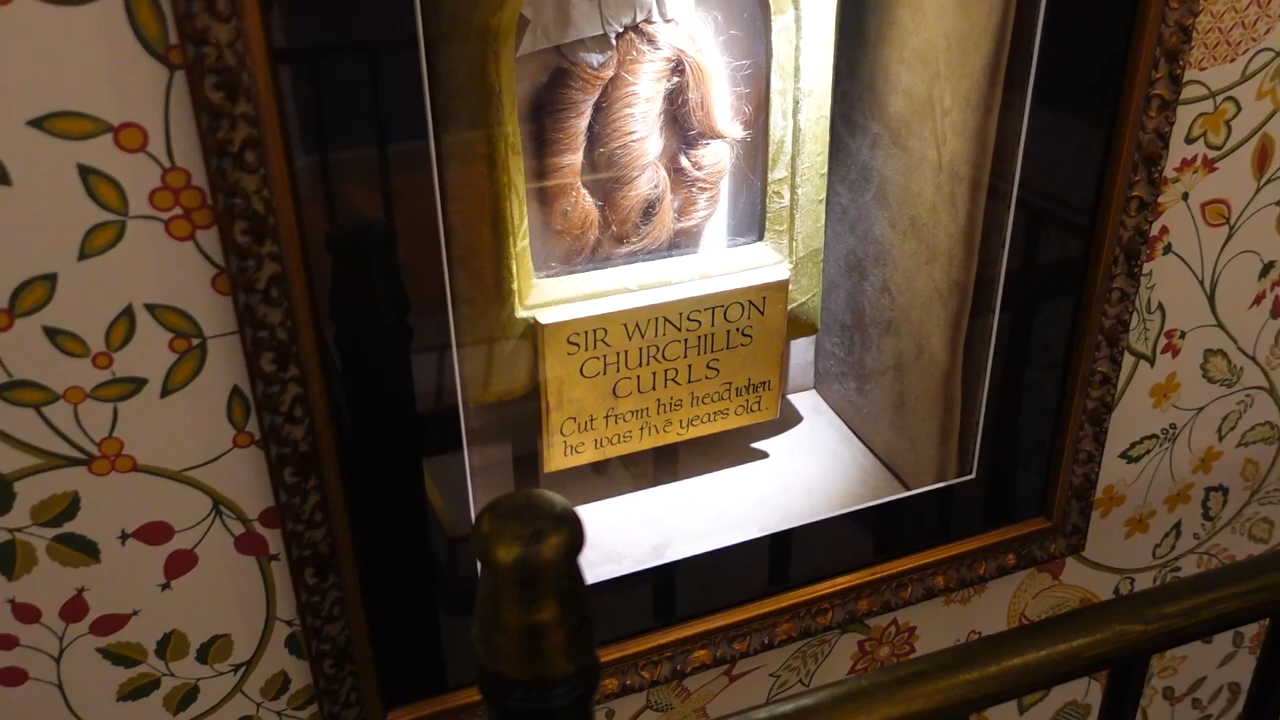 SIR WINSTON
CHURCHILL'S
CURLS
Cut from his head when
he was five years old.